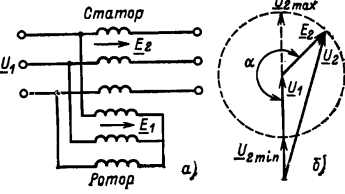 Статор
U₂max
E₂
E₂
U₂
U₁
α
U₁
E₁
U₂min
Ротор
а)
б)